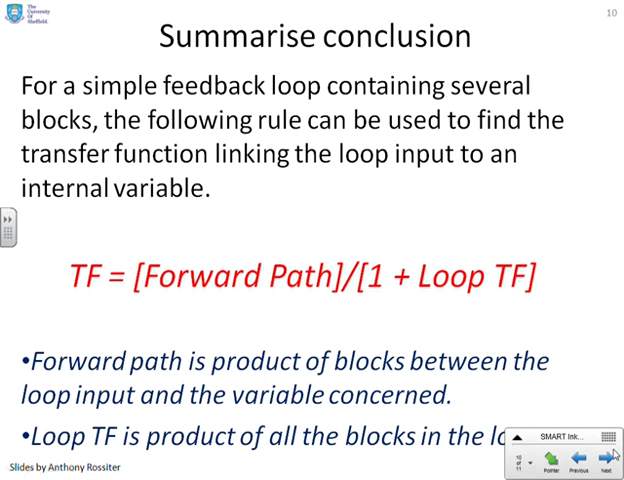 The
University
Of
Sheffield.
10
Summarise conclusion
For a simple feedback loop containing several
blocks, the following rule can be used to find the
transfer function linking the loop input to an
internal variable.
TF = [Forward Path]/[1 + Loop TF]
•Forward path is product of blocks between the
loop input and the variable concerned.
•Loop TF is product of all the blocks in the
SMART Ink...
10
of
11
Pointer
Previous
Next
Slides by Anthony Rossiter